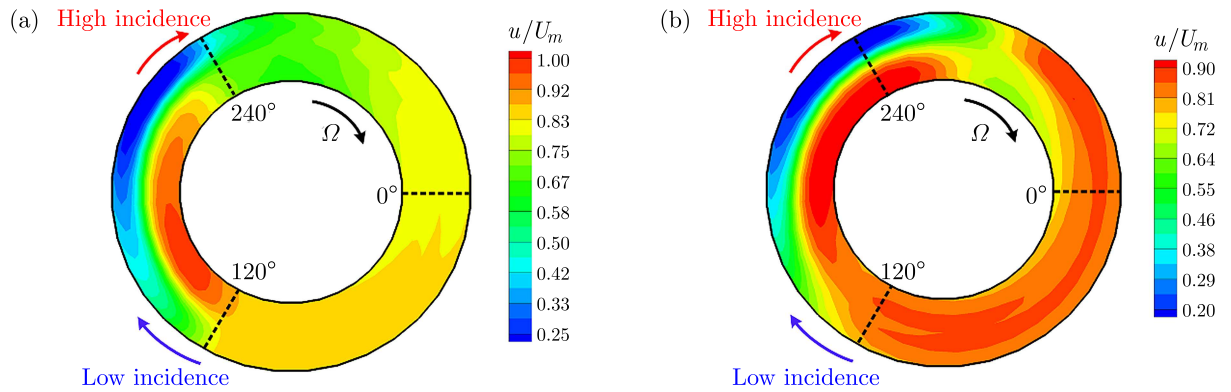 (a)
High incidence
u/Uₘ
1.00
0.92
0.83
0.75
0.67
0.58
0.50
0.42
0.33
0.25
240°
Ω
0°
120°
Low incidence
(b)
High incidence
u/Uₘ
0.90
0.81
0.72
0.64
0.55
0.46
0.38
0.29
0.20
240°
Ω
0°
120°
Low incidence